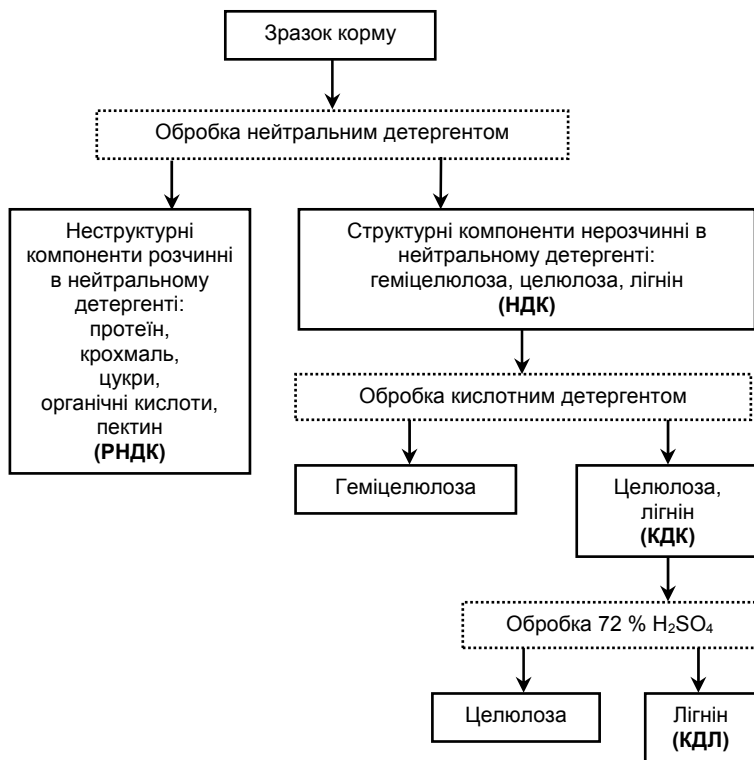 Зразок корму
Обробка нейтральним детергентом
Неструктурні
компоненти розчинні
в нейтральному
детергенті:
протеїн,
крохмаль,
цукри,
органічні кислоти,
пектин
(РНДК)
Структурні компоненти нерозчинні в
нейтральному детергенті:
геміцелюлоза, целюлоза, лігнін
(НДК)
Обробка кислотним детергентом
Геміцелюлоза
Целюлоза,
лігнін
(КДК)
Обробка 72 % H₂SO₄
Целюлоза
Лігнін
(КДЛ)